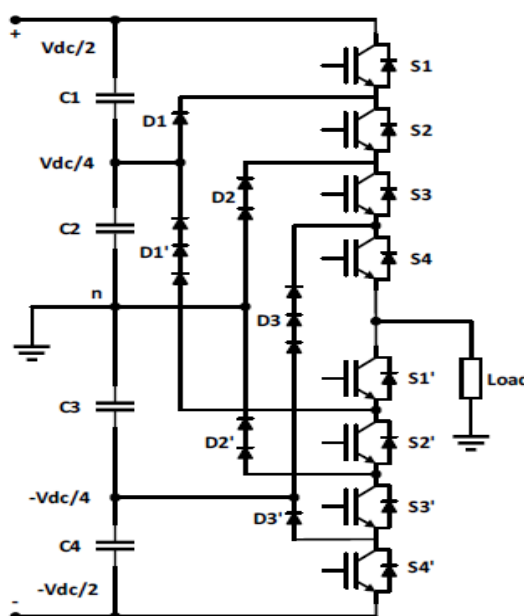 +
Vdc/2
S1
C1
D1
S2
Vdc/4
D2
S3
C2
D1'
S4
n
D3
S1'
Load
C3
D2'
S2'
-Vdc/4
D3'
S3'
C4
S4'
-Vdc/2
-